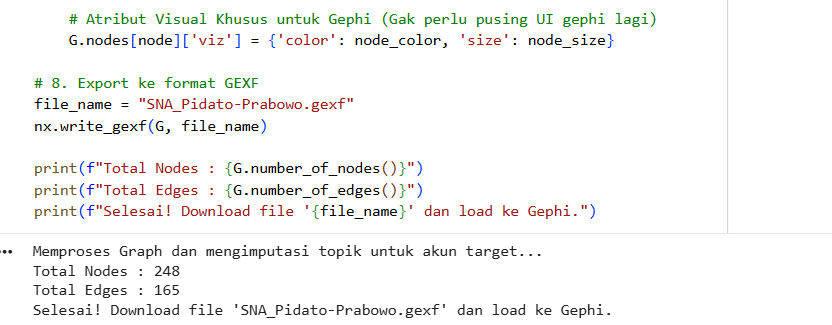 # Atribut Visual Khusus untuk Gephi (Gak perlu pusing UI gephi lagi)
G.nodes[node]['viz'] = {'color': node_color, 'size': node_size}
# 8. Export ke format GEXF
file_name = "SNA_Pidato-Prabowo.gexf"
nx.write_gexf(G, file_name)
print(f"Total Nodes : {G.number_of_nodes()}")
print(f"Total Edges : {G.number_of_edges()}")
print(f"Selesai! Download file '{file_name}' dan load ke Gephi.")
Memproses Graph dan mengimputasi topik untuk akun target...
Total Nodes : 248
Total Edges : 165
Selesai! Download file 'SNA_Pidato-Prabowo.gexf' dan load ke Gephi.